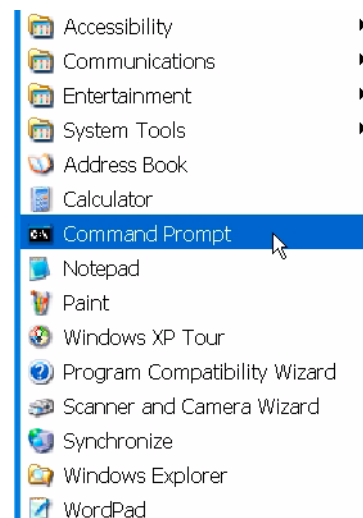 Accessibility
Communications
Entertainment
System Tools
Address Book
Calculator
C:\ Command Prompt
Notepad
Paint
Windows XP Tour
Program Compatibility Wizard
Scanner and Camera Wizard
Synchronize
Windows Explorer
WordPad